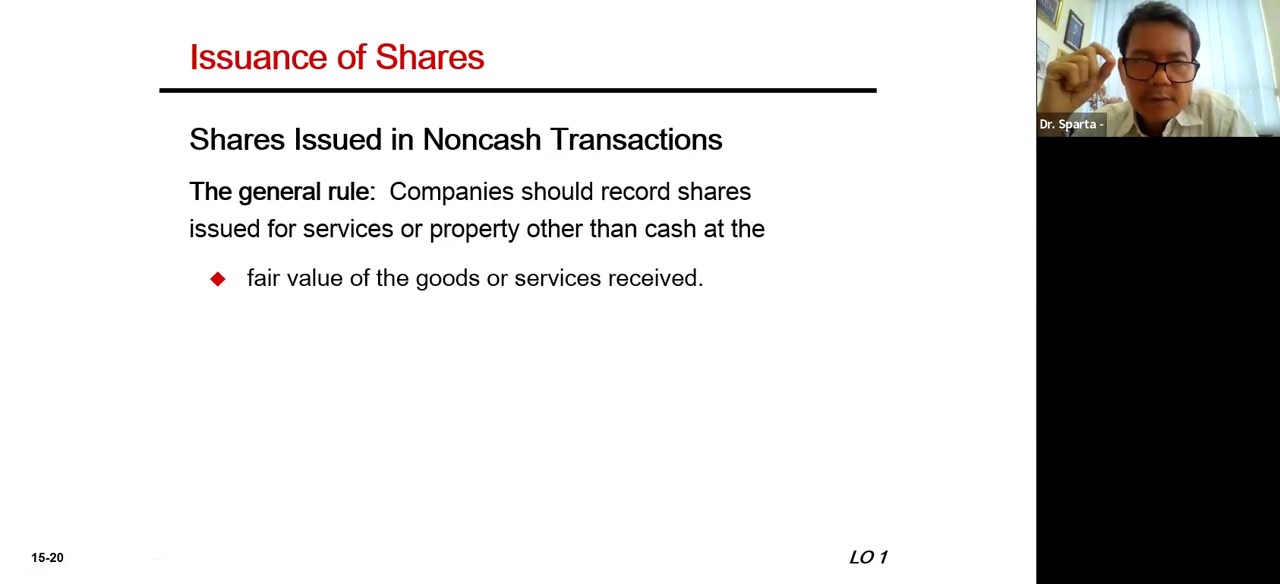 Issuance of Shares
Shares Issued in Noncash Transactions
The general rule: Companies should record shares
issued for services or property other than cash at the
fair value of the goods or services received.
15-20
LO 1
Dr. Sparta -